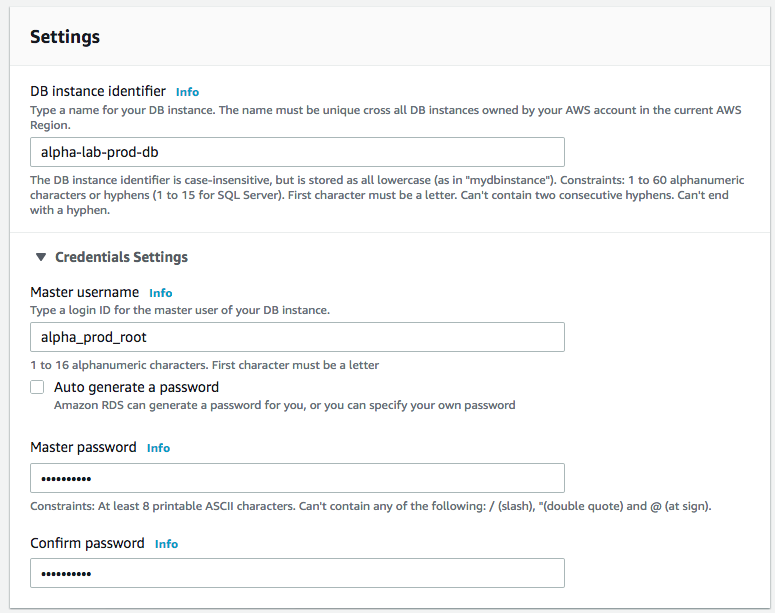 Settings
DB instance identifier Info
Type a name for your DB instance. The name must be unique cross all DB instances owned by your AWS account in the current AWS
Region.
alpha-lab-prod-db
The DB instance identifier is case-insensitive, but is stored as all lowercase (as in "mydbinstance"). Constraints: 1 to 60 alphanumeric
characters or hyphens (1 to 15 for SQL Server). First character must be a letter. Can't contain two consecutive hyphens. Can't end
with a hyphen.
▼ Credentials Settings
Master username Info
Type a login ID for the master user of your DB instance.
alpha_prod_root
1 to 16 alphanumeric characters. First character must be a letter
Auto generate a password
Amazon RDS can generate a password for you, or you can specify your own password
Master password Info
••••••••••
Constraints: At least 8 printable ASCII characters. Can't contain any of the following: / (slash), "(double quote) and @ (at sign).
Confirm password Info
••••••••••